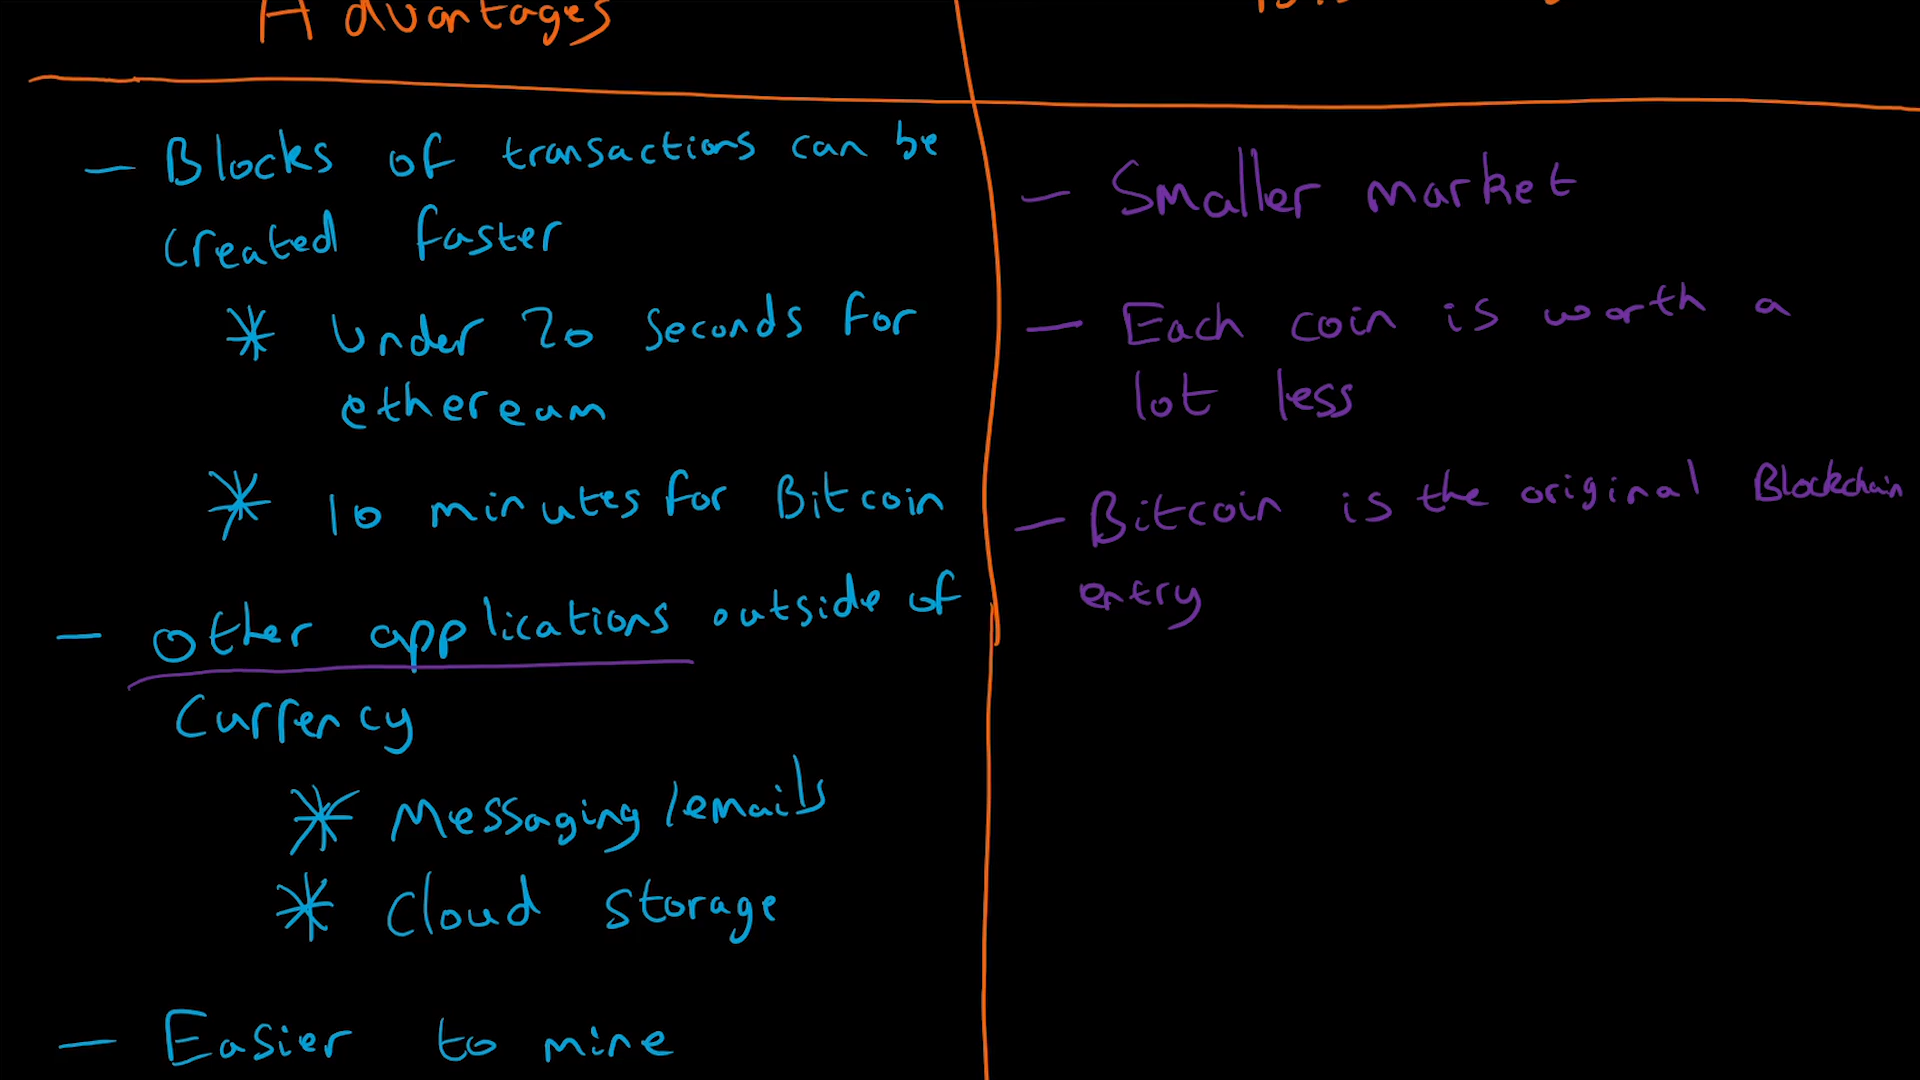 Advantages
- Blocks of transactions can be
created faster
* Under 20 seconds for
etheream
* 10 minutes for Bitcoin
- other applications outside of
Currency
* Messaging / emails
* Cloud storage
- Easier to mine
- Smaller market
- Each coin is worth a
lot less
- Bitcoin is the original Blockchain
entry